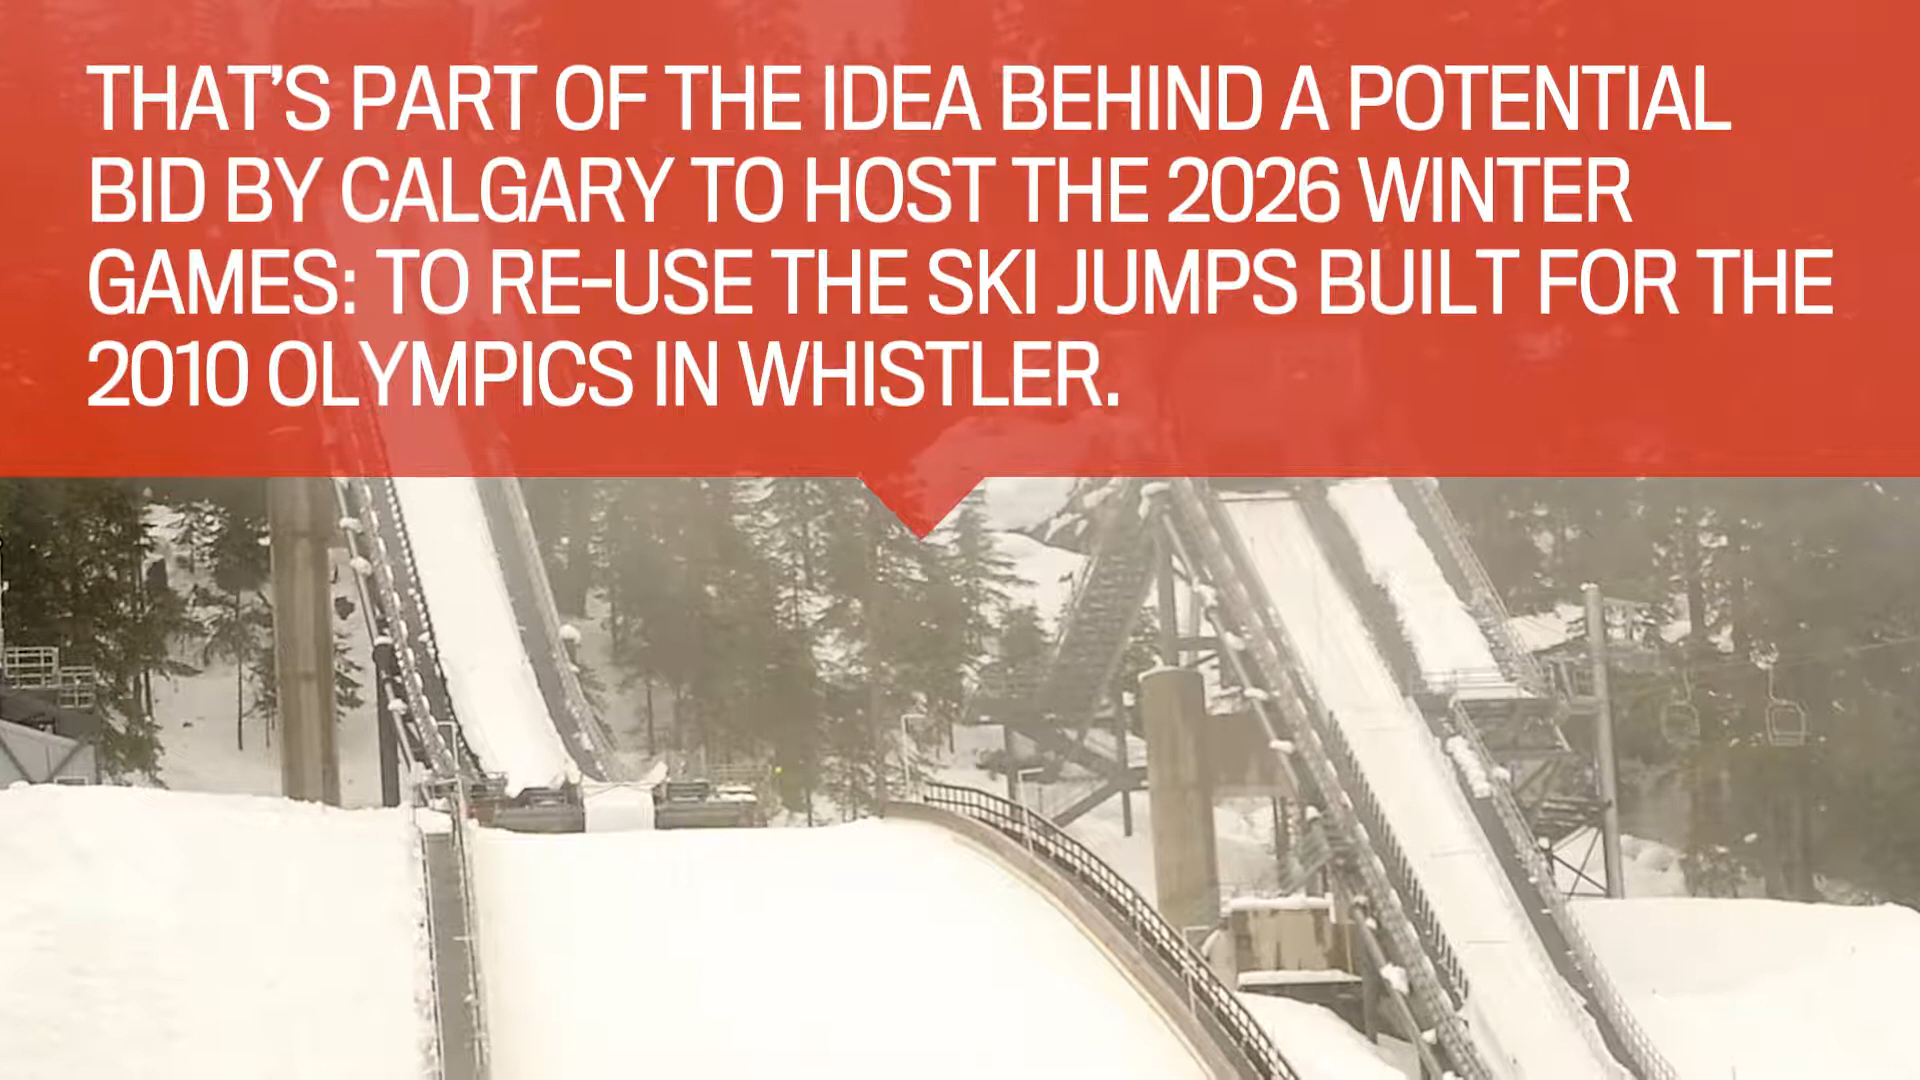 THAT'S PART OF THE IDEA BEHIND A POTENTIAL
BID BY CALGARY TO HOST THE 2026 WINTER
GAMES: TO RE-USE THE SKI JUMPS BUILT FOR THE
2010 OLYMPICS IN WHISTLER.